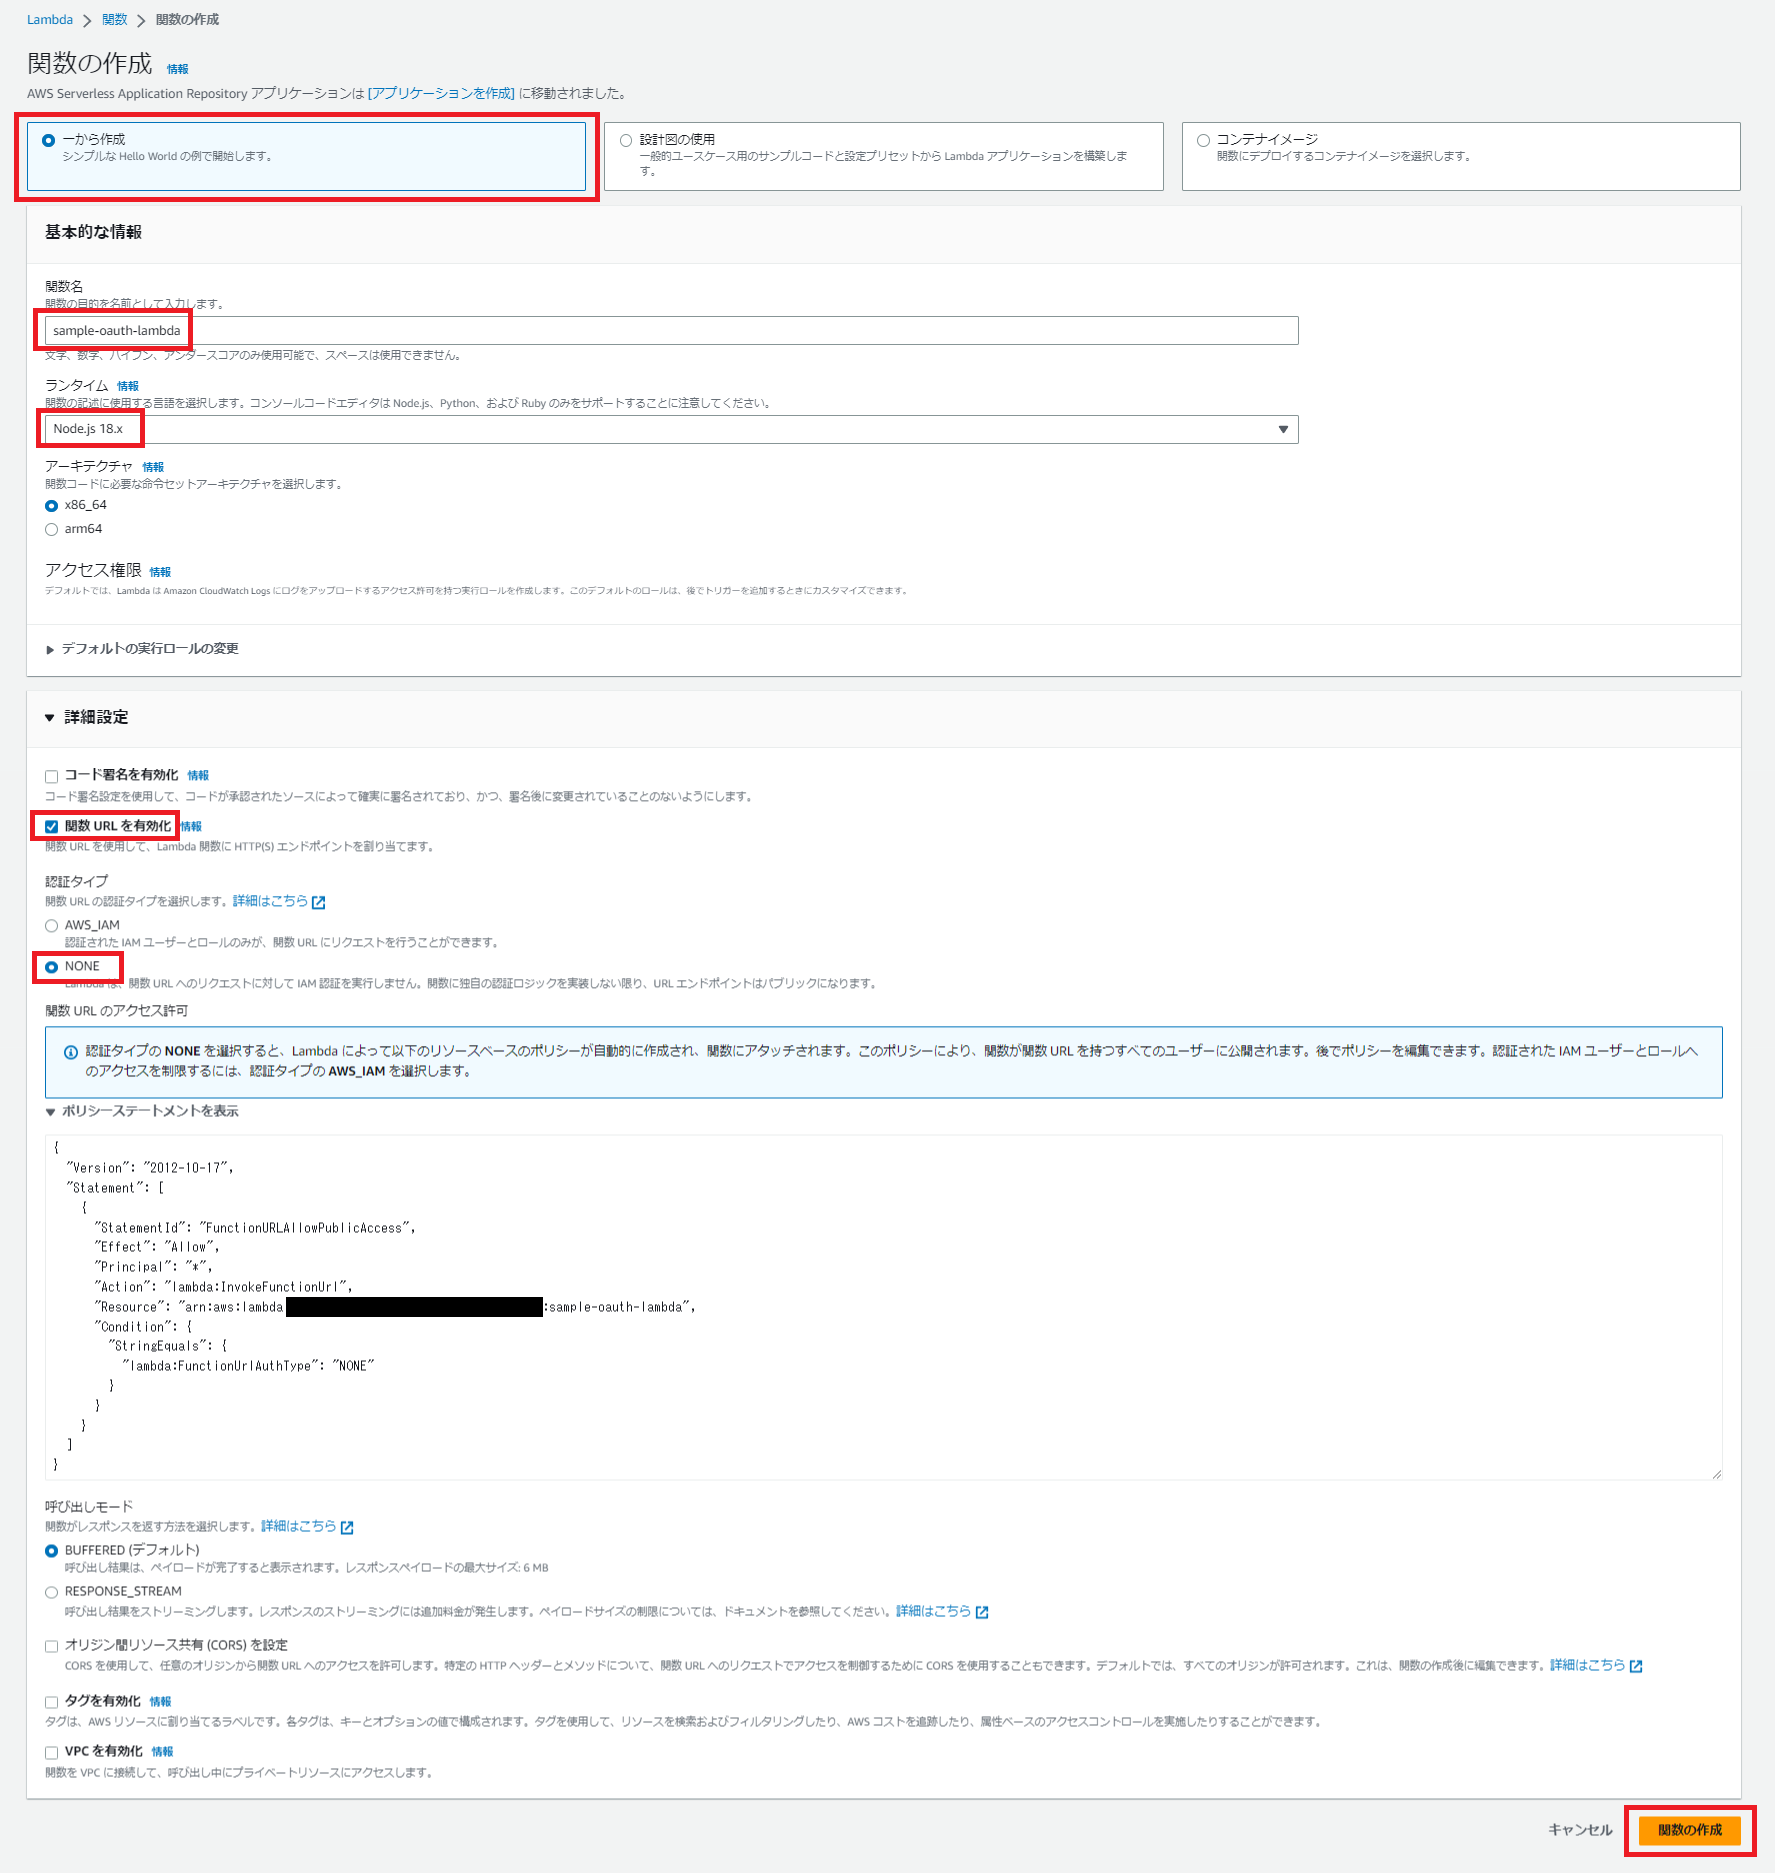 Lambda > 関数 > 関数の作成
関数の作成 情報
AWS Serverless Application Repository アプリケーションは [アプリケーションを作成] に移動されました。
一から作成
シンプルな Hello World の例で開始します。
設計図の使用
一般的ユースケース用のサンプルコードと設定プリセットから Lambda アプリケーションを構築しま
す。
コンテナイメージ
関数にデプロイするコンテナイメージを選択します。
基本的な情報
関数名
関数の目的を名前として入力します。
sample-oauth-lambda
文字、数字、ハイフン、アンダースコアのみ使用可能で、スペースは使用できません。
ランタイム 情報
関数の記述に使用する言語を選択します。コンソールコードエディタは Node.js、Python、および Ruby のみをサポートすることに注意してください。
Node.js 18.x
アーキテクチャ 情報
関数コードに必要な命令セットアーキテクチャを選択します。
x86_64
arm64
アクセス権限 情報
デフォルトでは、Lambda は Amazon CloudWatch Logs にログをアップロードするアクセス許可を持つ実行ロールを作成します。このデフォルトのロールは、後でトリガーを追加するときにカスタマイズできます。
デフォルトの実行ロールの変更
詳細設定
コード署名を有効化 情報
コード署名設定を使用して、コードが承認されたソースによって確実に署名されており、かつ、署名後に変更されていることのないようにします。
関数 URL を有効化 情報
関数 URL を使用して、Lambda 関数に HTTP(S) エンドポイントを割り当てます。
認証タイプ
関数 URL の認証タイプを選択します。詳細はこちら
AWS_IAM
認証された IAM ユーザーとロールのみが、関数 URL にリクエストを行うことができます。
NONE
Lambda は、関数 URL へのリクエストに対して IAM 認証を実行しません。関数に独自の認証ロジックを実装しない限り、URL エンドポイントはパブリックになります。
関数 URL のアクセス許可
認証タイプの NONE を選択すると、Lambda によって以下のリソースベースのポリシーが自動的に作成され、関数にアタッチされます。このポリシーにより、関数が関数 URL を持つすべてのユーザーに公開されます。後でポリシーを編集できます。認証された IAM ユーザーとロールへ
のアクセスを制限するには、認証タイプの AWS_IAM を選択します。
ポリシーステートメントを表示
{
"Version": "2012-10-17",
"Statement": [
{
"StatementId": "FunctionURLAllowPublicAccess",
"Effect": "Allow",
"Principal": "*",
"Action": "lambda:InvokeFunctionUrl",
"Resource": "arn:aws:lambda :sample-oauth-lambda",
"Condition": {
"StringEquals": {
"lambda:FunctionUrlAuthType": "NONE"
}
}
}
]
}
呼び出しモード
関数がレスポンスを返す方法を選択します。詳細はこちら
BUFFERED (デフォルト)
呼び出し結果は、ペイロードが完了すると表示されます。レスポンスペイロードの最大サイズ: 6 MB
RESPONSE_STREAM
呼び出し結果をストリーミングします。レスポンスのストリーミングには追加料金が発生します。ペイロードサイズの制限については、ドキュメントを参照してください。詳細はこちら
オリジン間リソース共有 (CORS) を設定
CORS を使用して、任意のオリジンから関数 URL へのアクセスを許可します。特定の HTTP ヘッダーとメソッドについて、関数 URL へのリクエストでアクセスを制御するために CORS を使用することもできます。デフォルトでは、すべてのオリジンが許可されます。これは、関数の作成後に編集できます。詳細はこちら
タグを有効化 情報
タグは、AWS リソースに割り当てるラベルです。各タグは、キーとオプションの値で構成されます。タグを使用して、リソースを検索およびフィルタリングしたり、AWS コストを追跡したり、属性ベースのアクセスコントロールを実施したりすることができます。
VPC を有効化 情報
関数を VPC に接続して、呼び出し中にプライベートリソースにアクセスします。
キャンセル 関数の作成